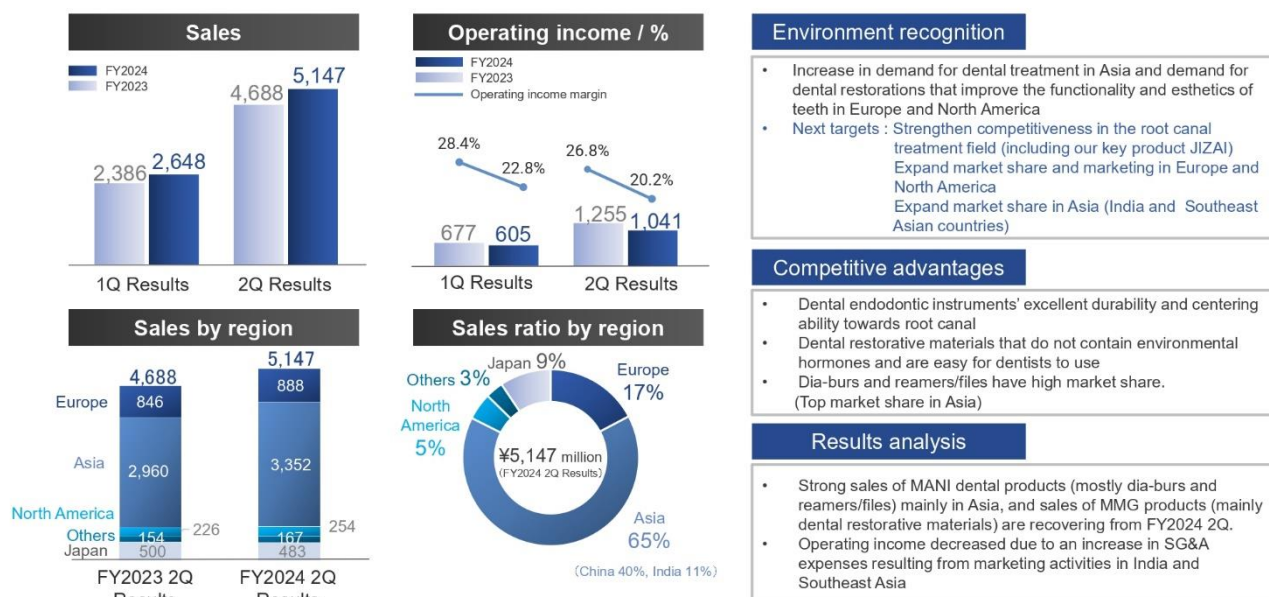 Sales
FY2024
FY2023
2,386
2,648
4,688
5,147
1Q Results
2Q Results
Operating income / %
FY2024
FY2023
Operating income margin
28.4%
22.8%
26.8%
20.2%
677
605
1,255
1,041
1Q Results
2Q Results
Sales by region
4,688
5,147
Europe
846
888
Asia
2,960
3,352
North America
226
254
Others
154
167
Japan
500
483
FY2023 2Q
Results
FY2024 2Q
Results
Sales ratio by region
Japan 9%
Others 3%
North
America
5%
Europe
17%
¥5,147 million
(FY2024 2Q Results)
Asia
65%
(China 40%, India 11%)
Environment recognition
• Increase in demand for dental treatment in Asia and demand for
dental restorations that improve the functionality and esthetics of
teeth in Europe and North America
• Next targets : Strengthen competitiveness in the root canal
treatment field (including our key product JIZAI)
Expand market share and marketing in Europe and
North America
Expand market share in Asia (India and Southeast
Asian countries)
Competitive advantages
• Dental endodontic instruments' excellent durability and centering
ability towards root canal
• Dental restorative materials that do not contain environmental
hormones and are easy for dentists to use
• Dia-burs and reamers/files have high market share.
(Top market share in Asia)
Results analysis
• Strong sales of MANI dental products (mostly dia-burs and
reamers/files) mainly in Asia, and sales of MMG products (mainly
dental restorative materials) are recovering from FY2024 2Q.
• Operating income decreased due to an increase in SG&A
expenses resulting from marketing activities in India and
Southeast Asia